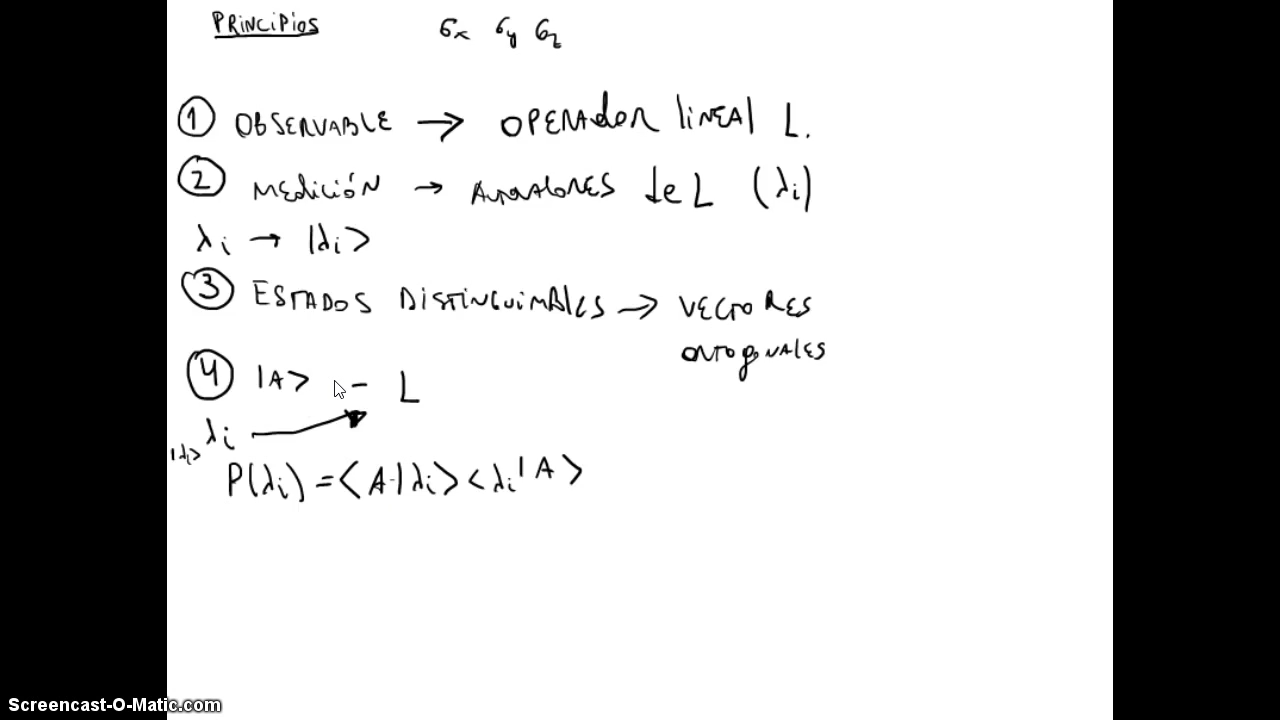 PRINCIPIOS σx σy σz
① OBSERVABLE → OPERADOR LINEAL L.
② MEDICIÓN → AUTOVALORES de L (λi)
λi → |λi>
③ ESTADOS DISTINGUIMBLES → VECTORES
ORTOGONALES
④ |A> - L
λi
|λi>
P(λi) = <A|λi><λi|A>
Screencast-O-Matic.com